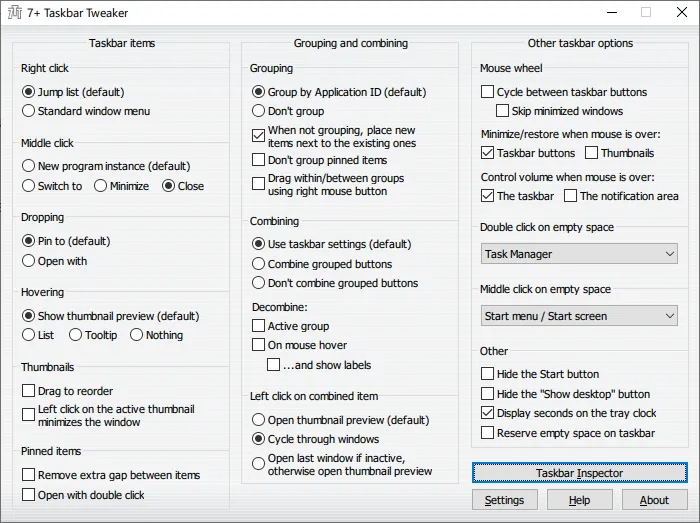 7+ Taskbar Tweaker
Taskbar items
Right click
Jump list (default)
Standard window menu
Middle click
New program instance (default)
Switch to
Minimize
Close
Dropping
Pin to (default)
Open with
Hovering
Show thumbnail preview (default)
List
Tooltip
Nothing
Thumbnails
Drag to reorder
Left click on the active thumbnail
minimizes the window
Pinned items
Remove extra gap between items
Open with double click
Grouping and combining
Grouping
Group by Application ID (default)
Don't group
When not grouping, place new
items next to the existing ones
Don't group pinned items
Drag within/between groups
using right mouse button
Combining
Use taskbar settings (default)
Combine grouped buttons
Don't combine grouped buttons
Decombine:
Active group
On mouse hover
...and show labels
Left click on combined item
Open thumbnail preview (default)
Cycle through windows
Open last window if inactive,
otherwise open thumbnail preview
Other taskbar options
Mouse wheel
Cycle between taskbar buttons
Skip minimized windows
Minimize/restore when mouse is over:
Taskbar buttons
Thumbnails
Control volume when mouse is over:
The taskbar
The notification area
Double click on empty space
Task Manager
Middle click on empty space
Start menu / Start screen
Other
Hide the Start button
Hide the "Show desktop" button
Display seconds on the tray clock
Reserve empty space on taskbar
Taskbar Inspector
Settings
Help
About